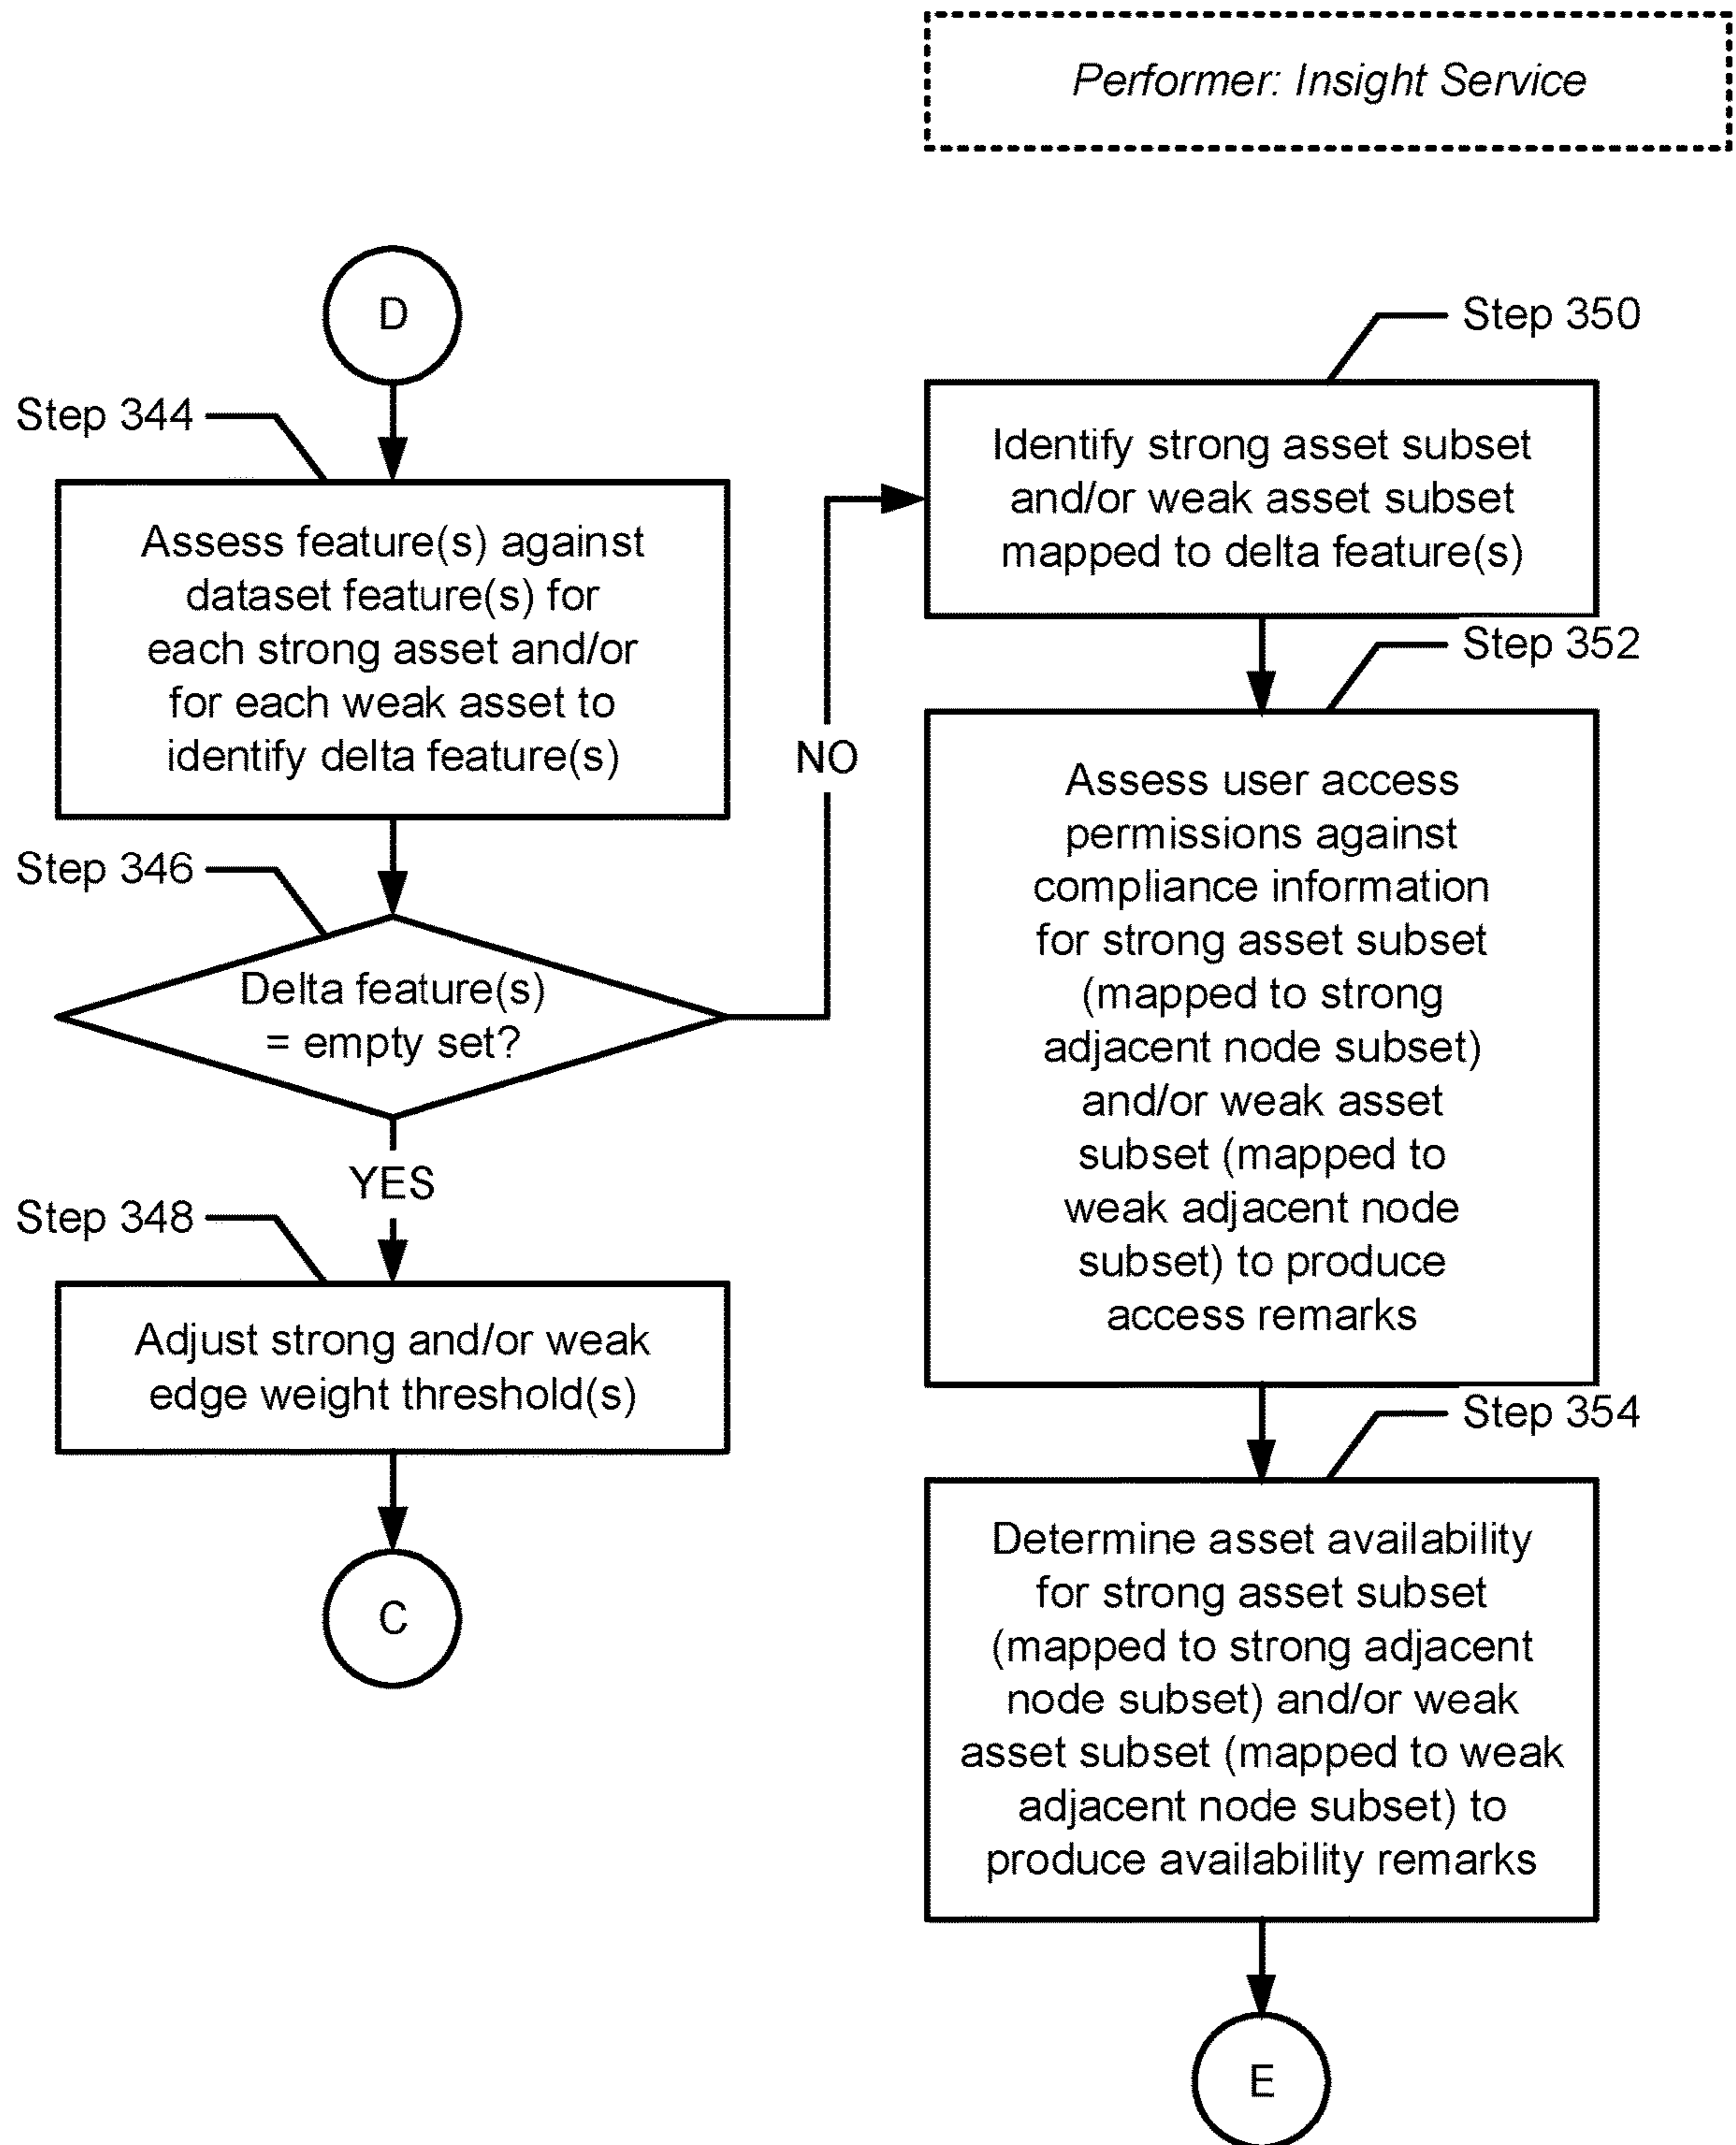 Performer: Insight Service
D
Step 344
Assess feature(s) against
dataset feature(s) for
each strong asset and/or
for each weak asset to
identify delta feature(s)
Step 346
Delta feature(s)
= empty set?
NO
YES
Step 348
Adjust strong and/or weak
edge weight threshold(s)
C
Step 350
Identify strong asset subset
and/or weak asset subset
mapped to delta feature(s)
Step 352
Assess user access
permissions against
compliance information
for strong asset subset
(mapped to strong
adjacent node subset)
and/or weak asset
subset (mapped to
weak adjacent node
subset) to produce
access remarks
Step 354
Determine asset availability
for strong asset subset
(mapped to strong adjacent
node subset) and/or weak
asset subset (mapped to weak
adjacent node subset) to
produce availability remarks
E